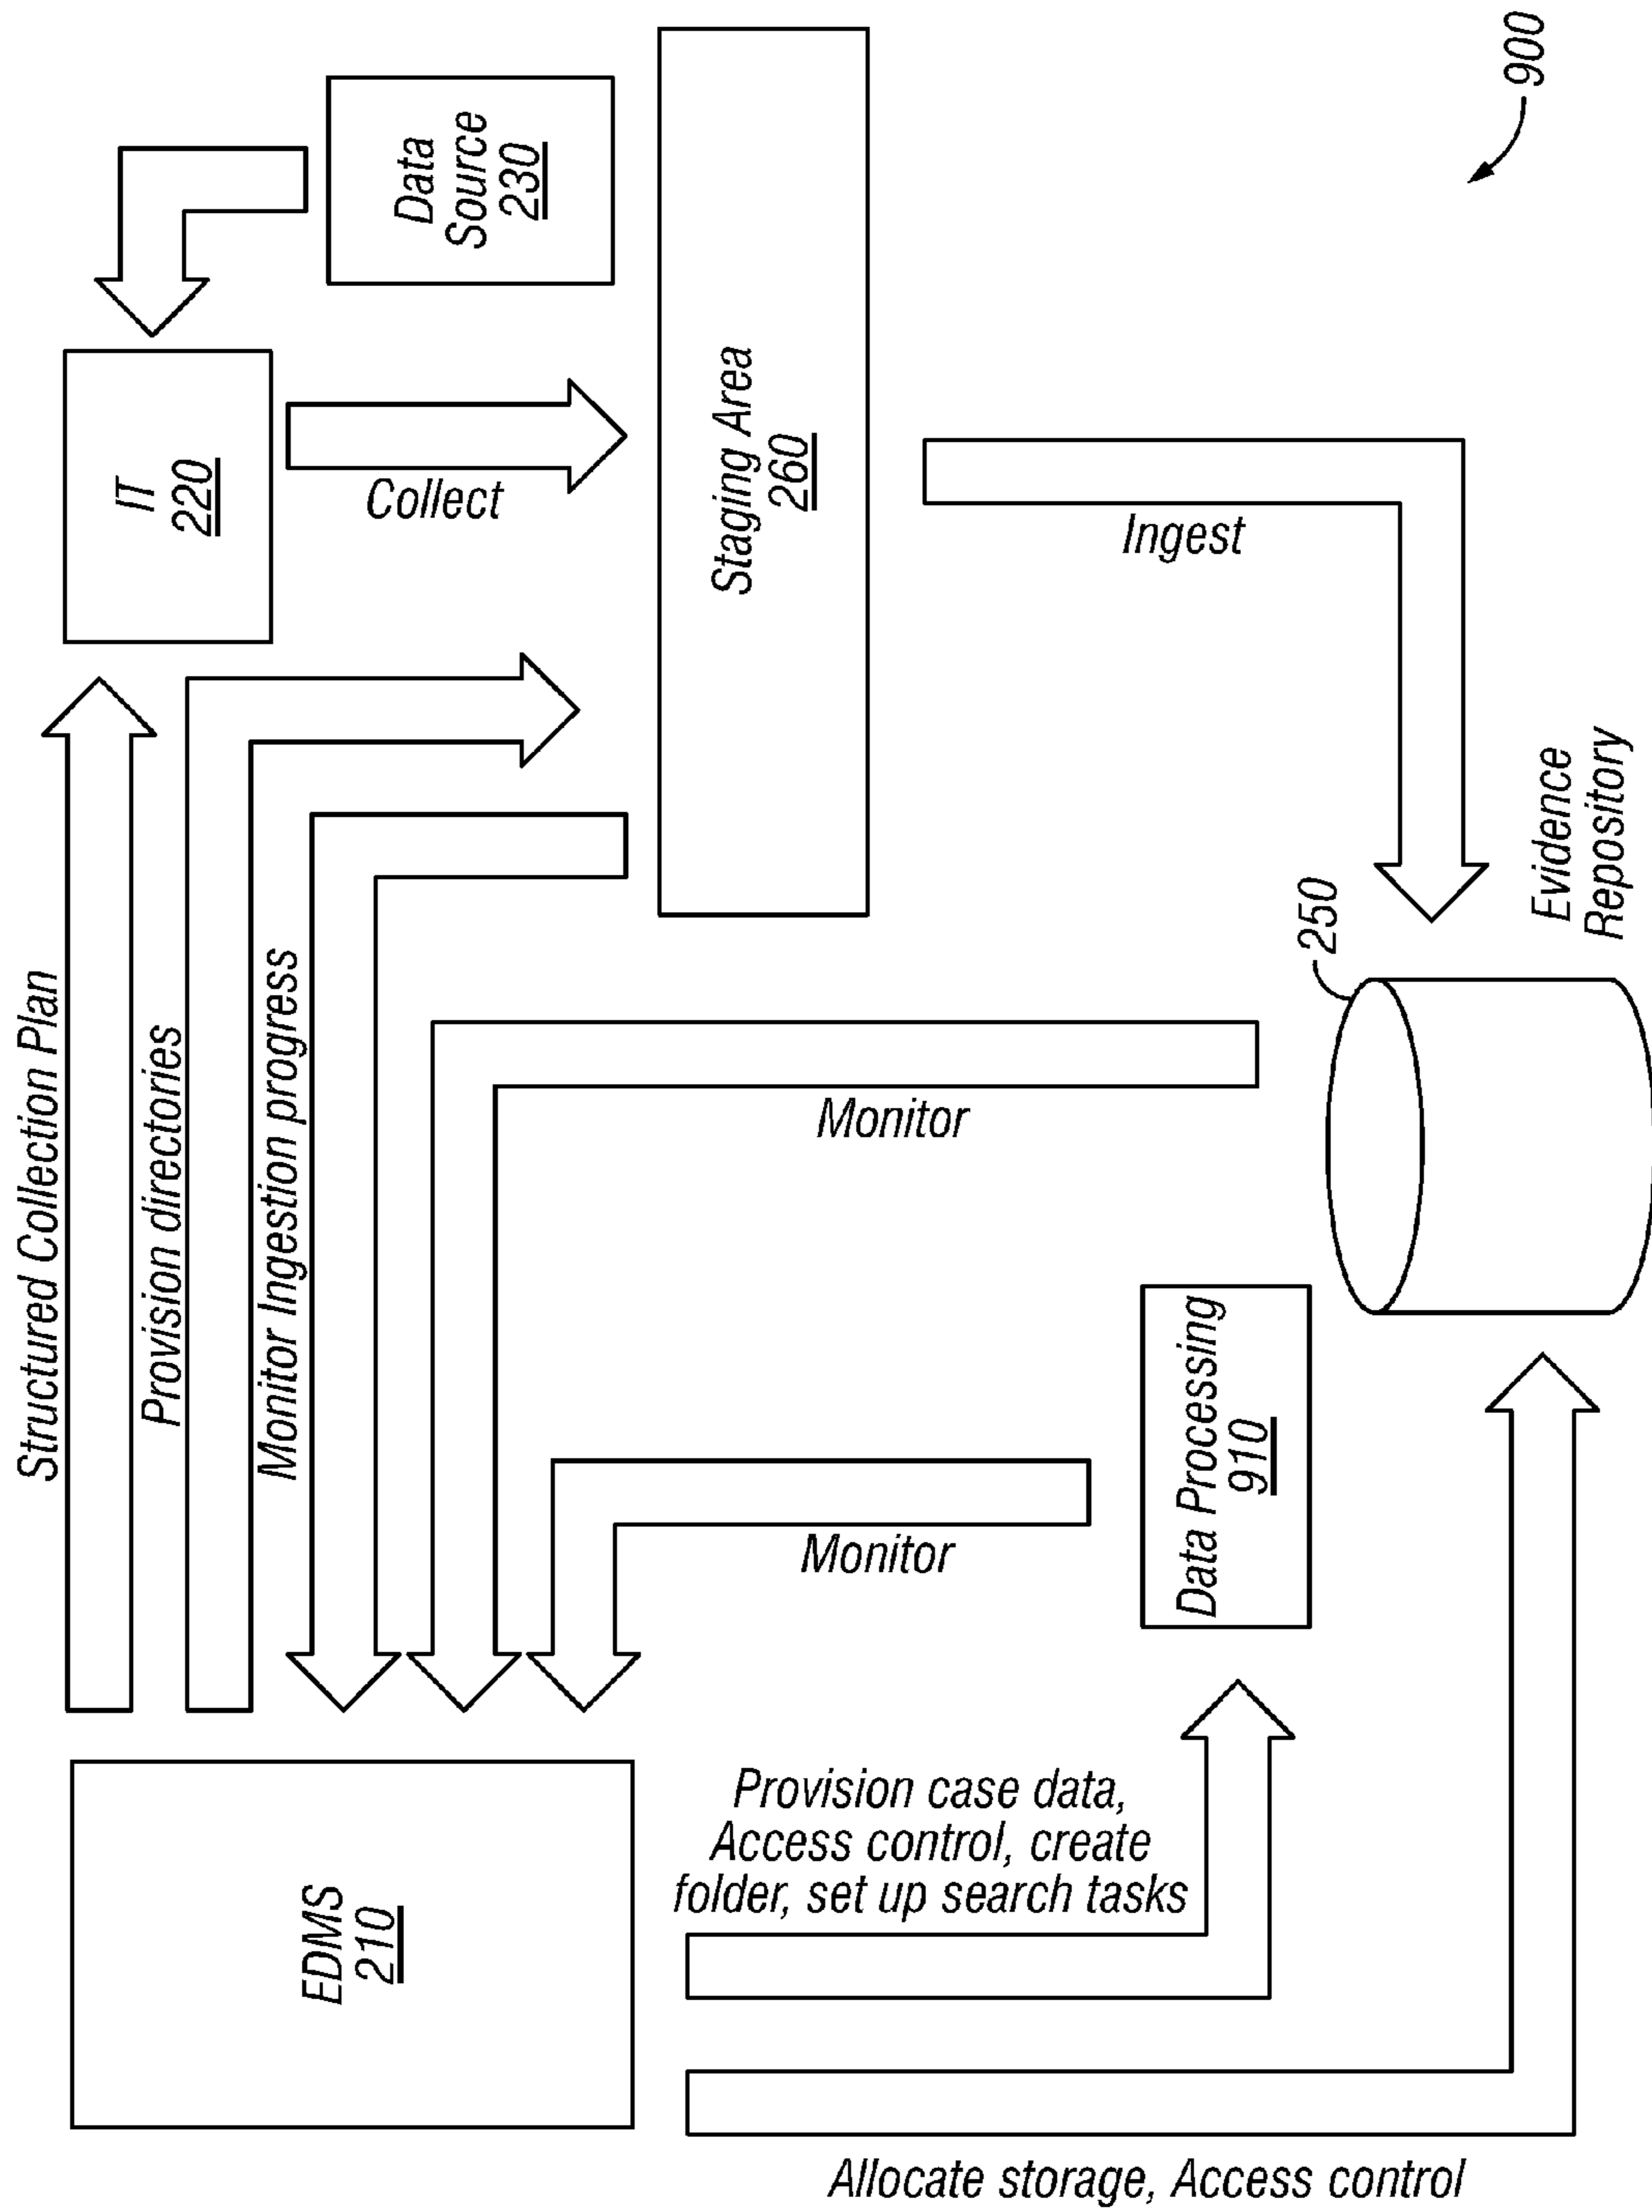 Structured Collection Plan
Provision directories
Monitor Ingestion progress
IT
220
Data
Source
230
Collect
Staging Area
260
Ingest
Monitor
Monitor
EDMS
210
Provision case data,
Access control, create
folder, set up search tasks
Data Processing
910
250
Evidence
Repository
Allocate storage, Access control
900